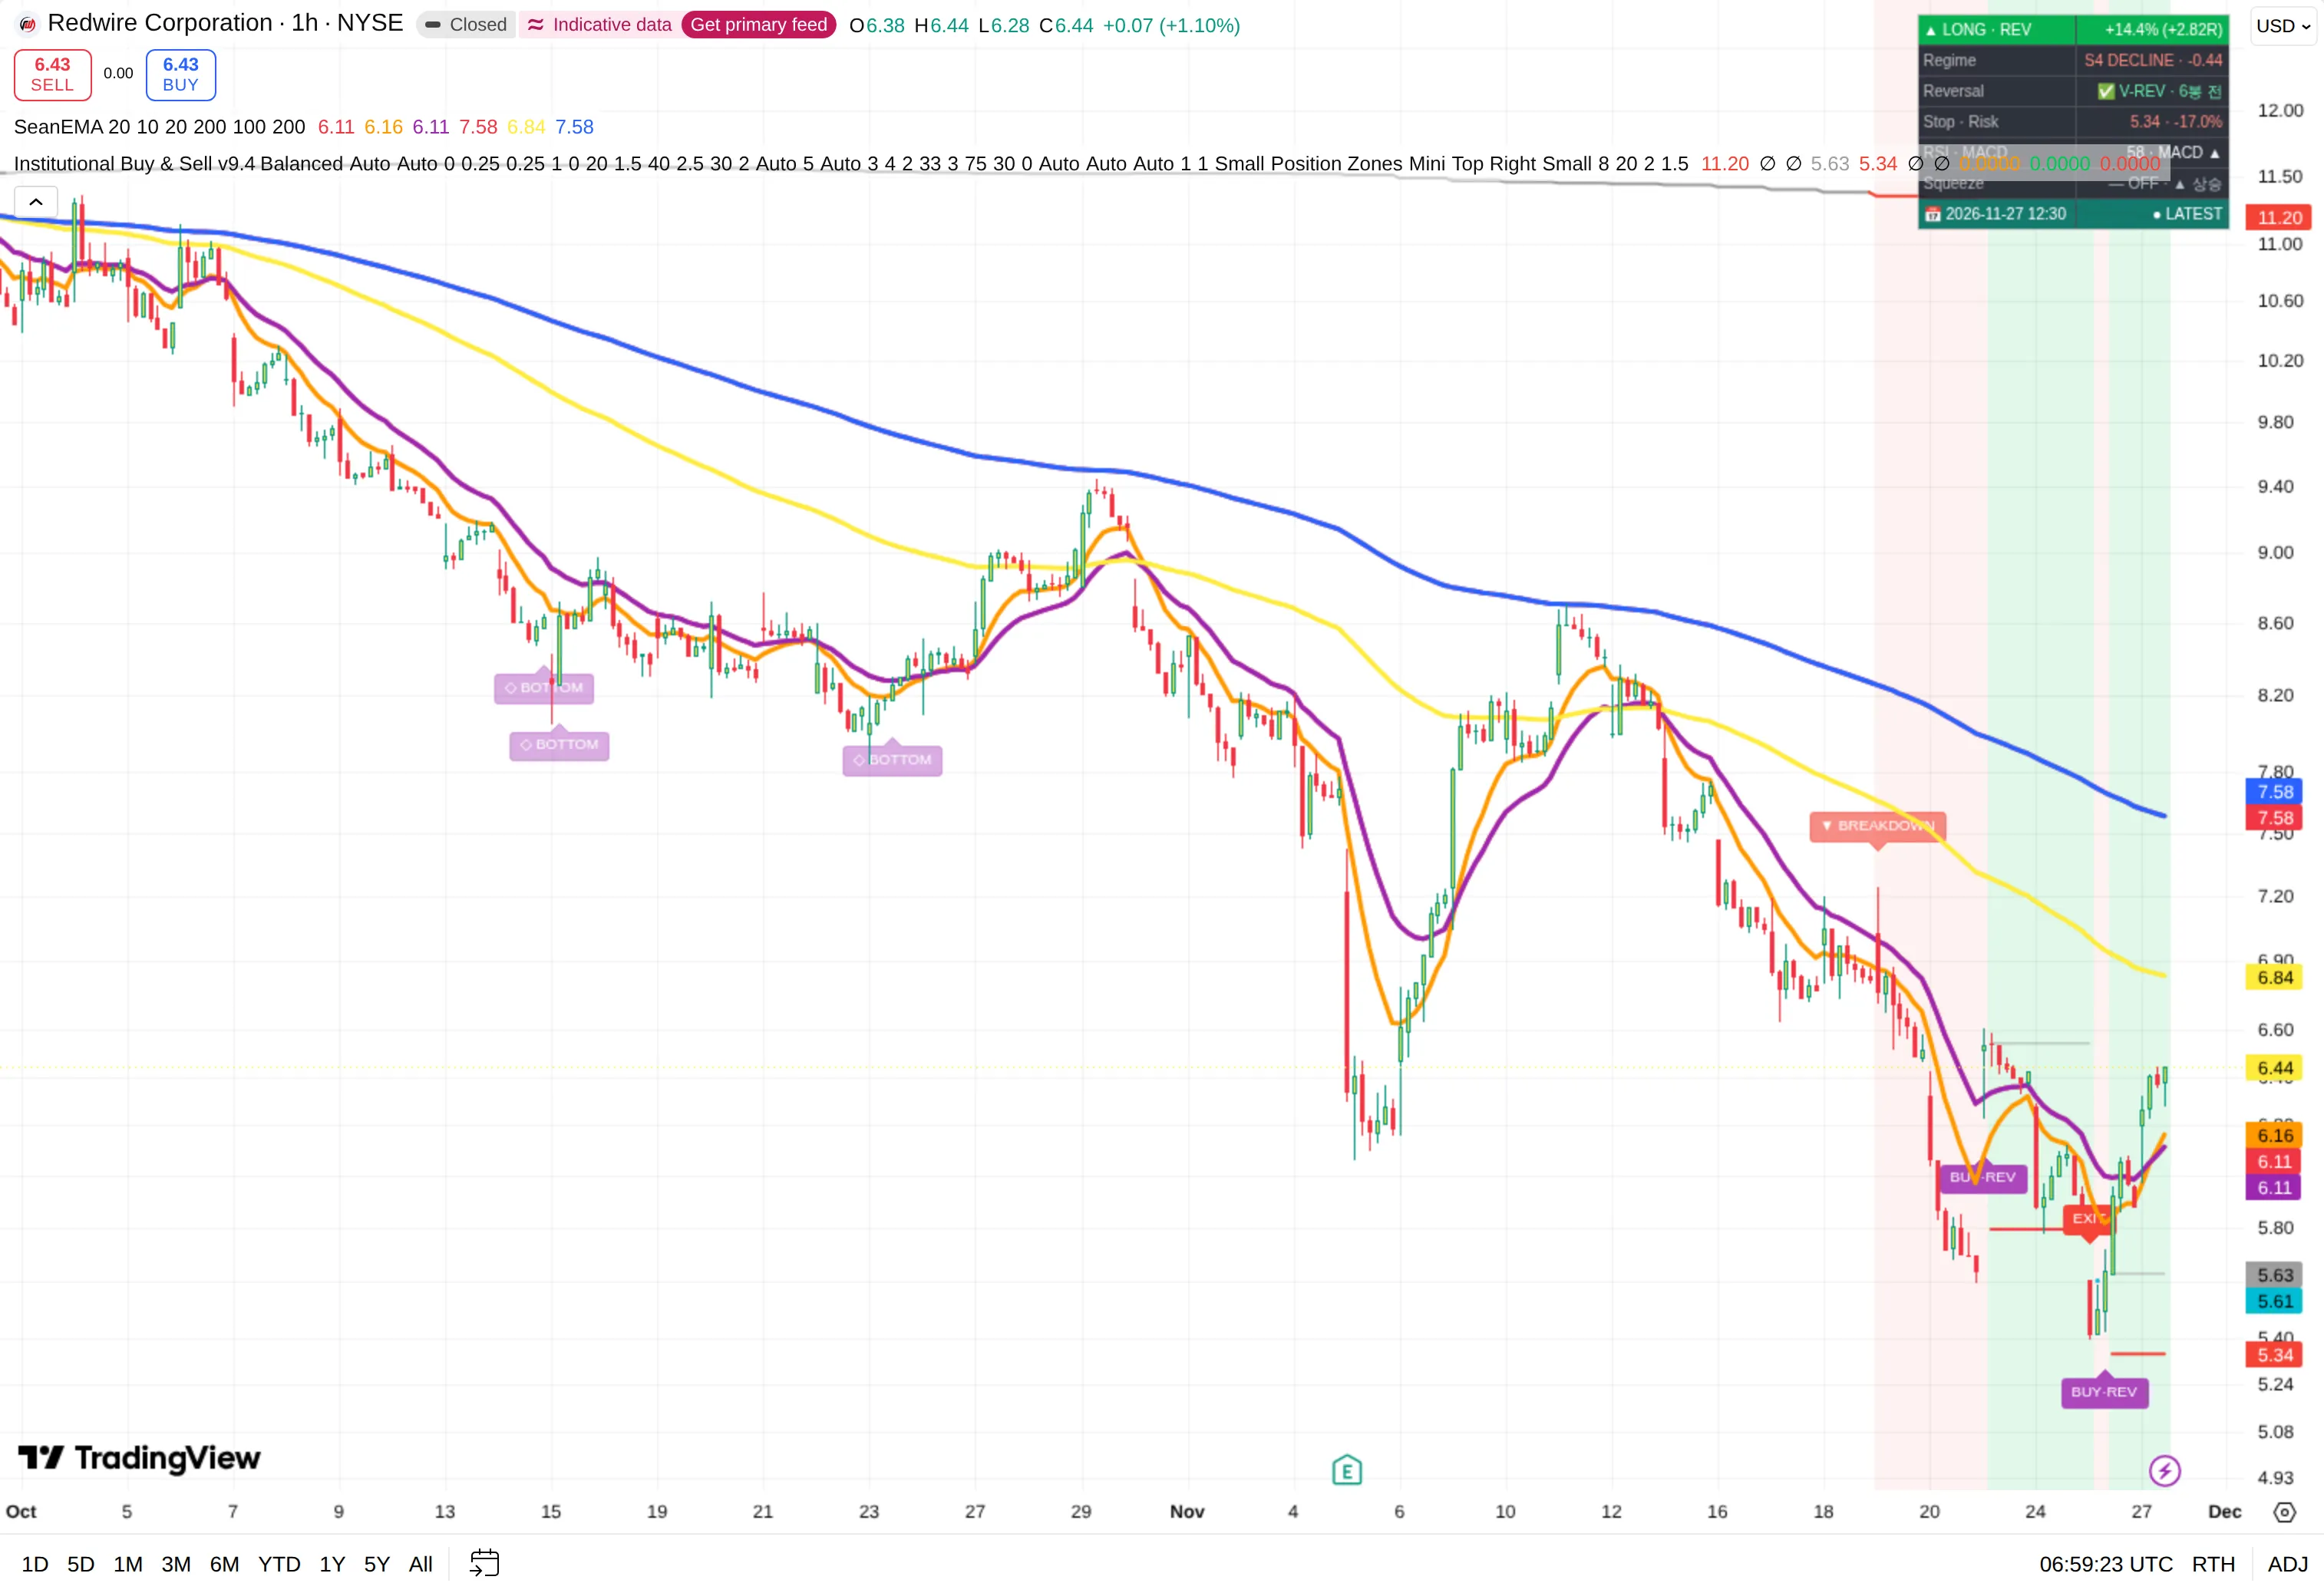 Redwire Corporation · 1h · NYSE Closed Indicative data Get primary feed O6.38 H6.44 L6.28 C6.44 +0.07 (+1.10%)
6.43 SELL 0.00 6.43 BUY
SeanEMA 20 10 20 200 100 200 6.11 6.16 6.11 7.58 6.84 7.58
Institutional Buy & Sell v9.4 Balanced Auto Auto 0 0.25 0.25 1 0 20 1.5 40 2.5 30 2 Auto 5 Auto 3 4 2 33 3 75 30 0 Auto Auto Auto 1 1 Small Position Zones Mini Top Right Small 8 20 2 1.5 11.20 ∅ ∅ 5.63 5.34 ∅ ∅ 0.0000 0.0000 0.0000
▲ LONG · REV +14.4% (+2.82R)
Regime S4 DECLINE · -0.44
Reversal ✅ V-REV · 6봉 전
Stop · Risk 5.34 · -17.0%
RSI · MACD 58 · MACD ▲
Squeeze — OFF · ▲ 상승
📅 2026-11-27 12:30 ● LATEST
USD
12.00
11.50
11.20
11.00
10.60
10.20
9.80
9.40
9.00
8.60
8.20
7.80
7.58
7.58
7.50
7.20
6.90
6.84
6.60
6.44
6.16
6.11
6.11
5.80
5.63
5.61
5.40
5.34
5.24
5.08
4.93
◇ BOTTOM
◇ BOTTOM
◇ BOTTOM
▼ BREAKDOWN
BUY-REV
EXIT
BUY-REV
TradingView
E
Oct 5 7 9 13 15 19 21 23 27 29 Nov 4 6 10 12 16 18 20 24 27 Dec
1D 5D 1M 3M 6M YTD 1Y 5Y All 06:59:23 UTC RTH ADJ